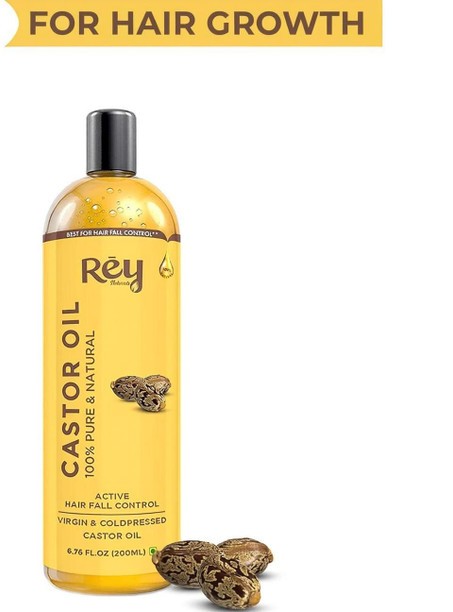 FOR HAIR GROWTH
BEST FOR HAIR FALL CONTROL**
Rēy
Naturals
CASTOR OIL
100% PURE & NATURAL
ACTIVE
HAIR FALL CONTROL
VIRGIN & COLDPRESSED
CASTOR OIL
6.76 FL.OZ (200ML)